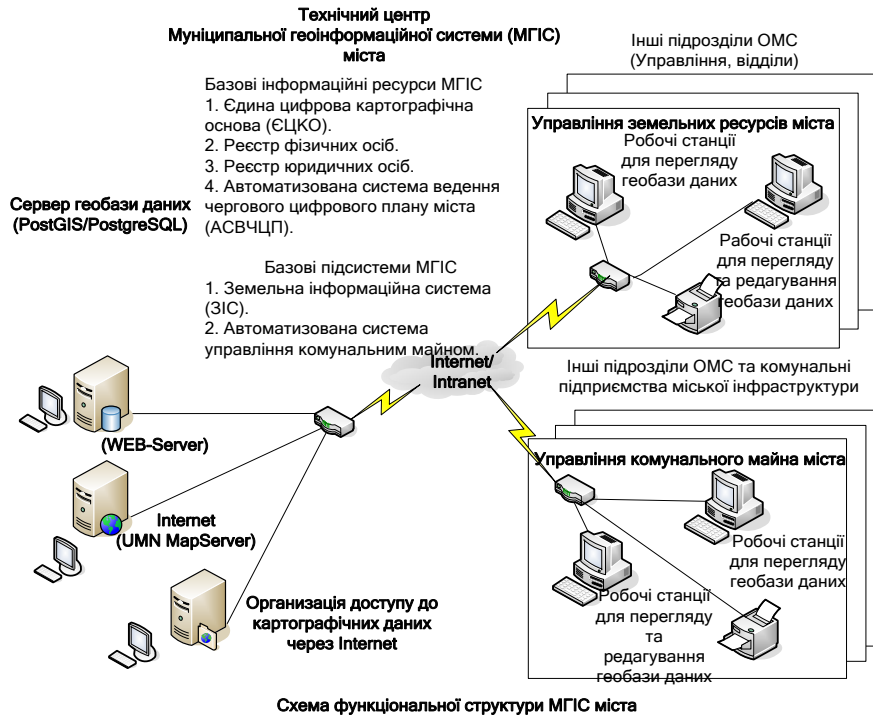 Технічний центр
Муніципальної геоінформаційної системи (МГІС)
міста
Базові інформаційні ресурси МГІС
1. Єдина цифрова картографічна
основа (ЄЦКО).
2. Реєстр фізичних осіб.
3. Реєстр юридичних осіб.
4. Автоматизована система ведення
чергового цифрового плану міста
(АСВЧЦП).
Сервер геобази даних
(PostGIS/PostgreSQL)
Базові підсистеми МГІС
1. Земельна інформаційна система
(ЗІС).
2. Автоматизована система
управління комунальним майном.
Internet/
Intranet
(WEB-Server)
Internet
(UMN MapServer)
Організація доступу до
картографічних даних
через Internet
Інші підрозділи ОМС
(Управління, відділи)
Управління земельних ресурсів міста
Робочі станції
для перегляду
геобази даних
Рабочі станції
для перегляду
та редагування
геобази даних
Інші підрозділи ОМС та комунальні
підприємства міської інфраструктури
Управління комунального майна міста
Робочі станції
для перегляду
геобази даних
Робочі станції
для перегляду
та
редагування
геобази даних
Схема функціональної структури МГІС міста